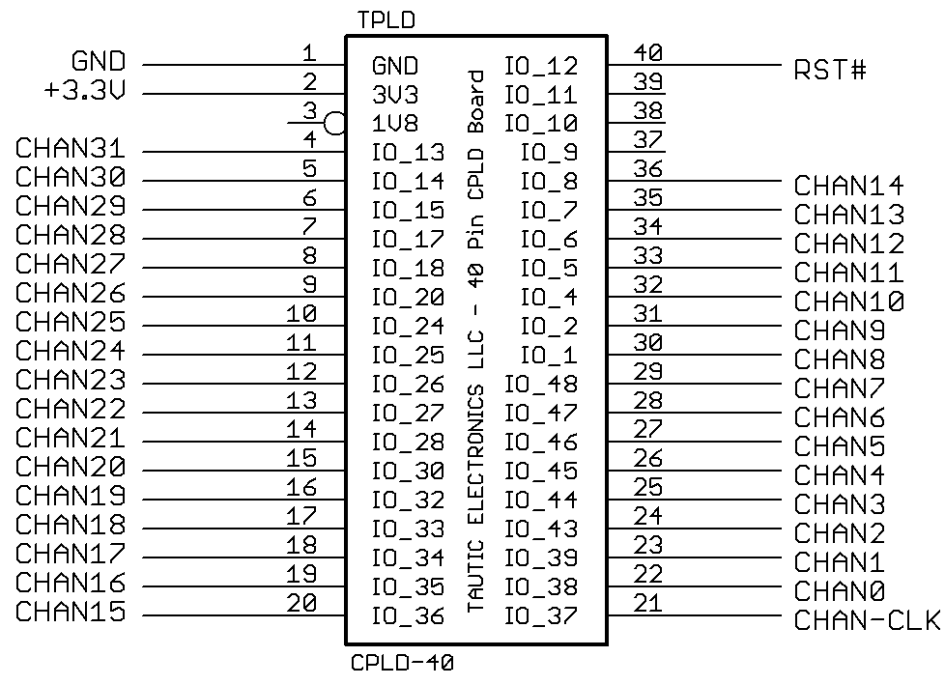 TPLD
GND 1 GND IO_12 40 RST#
+3.3V 2 3V3 IO_11 39
3 1V8 IO_10 38
CHAN31 4 IO_13 IO_9 37
CHAN30 5 IO_14 IO_8 36 CHAN14
CHAN29 6 IO_15 IO_7 35 CHAN13
CHAN28 7 IO_17 IO_6 34 CHAN12
CHAN27 8 IO_18 IO_5 33 CHAN11
CHAN26 9 IO_20 IO_4 32 CHAN10
CHAN25 10 IO_24 IO_2 31 CHAN9
CHAN24 11 IO_25 IO_1 30 CHAN8
CHAN23 12 IO_26 IO_48 29 CHAN7
CHAN22 13 IO_27 IO_47 28 CHAN6
CHAN21 14 IO_28 IO_46 27 CHAN5
CHAN20 15 IO_30 IO_45 26 CHAN4
CHAN19 16 IO_32 IO_44 25 CHAN3
CHAN18 17 IO_33 IO_43 24 CHAN2
CHAN17 18 IO_34 IO_39 23 CHAN1
CHAN16 19 IO_35 IO_38 22 CHAN0
CHAN15 20 IO_36 IO_37 21 CHAN-CLK
TAUTIC ELECTRONICS LLC - 40 Pin CPLD Board
CPLD-40